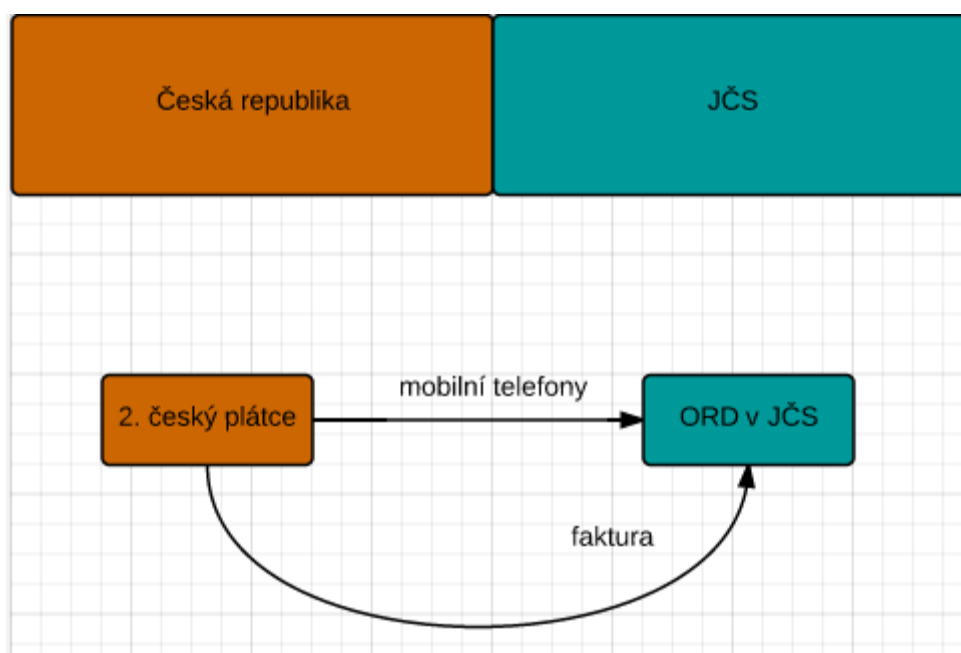 Česká republika
JČS
mobilní telefony
2. český plátce
ORD v JČS
faktura